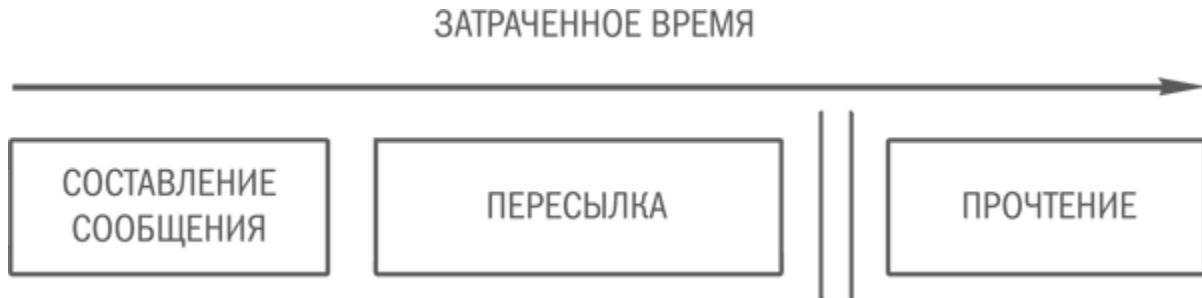 ЗАТРАЧЕННОЕ ВРЕМЯ
СОСТАВЛЕНИЕ
СООБЩЕНИЯ
ПЕРЕСЫЛКА
ПРОЧТЕНИЕ